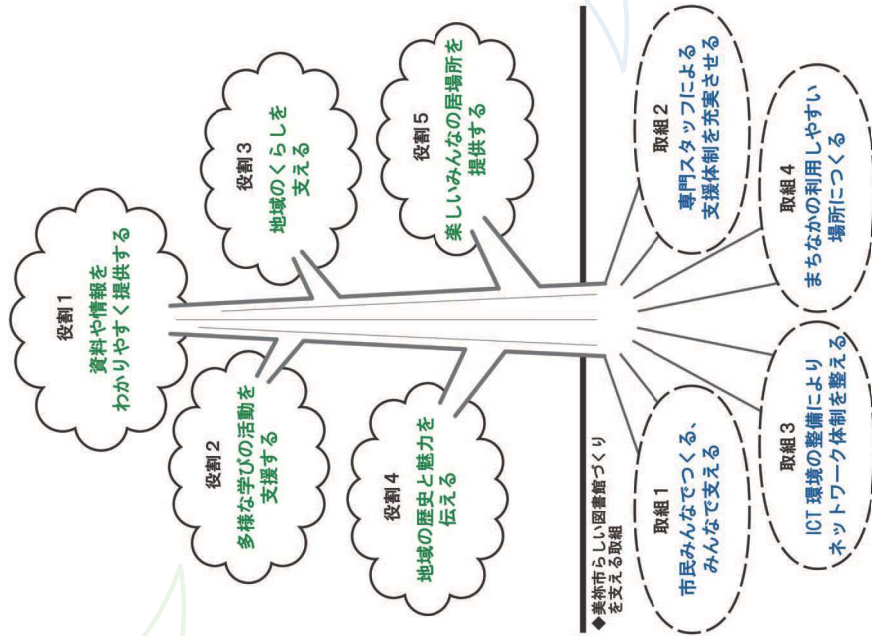 役割1
資料や情報を
わかりやすく提供する
役割2
多様な学びの活動を
支援する
役割3
地域のくらしを
支える
役割4
地域の歴史と魅力を
伝える
役割5
楽しいみんなの居場所を
提供する
◆美祢市らしい図書館づくり
を支える取組
取組1
市民みんなでつくる、
みんなで支える
取組2
専門スタッフによる
支援体制を充実させる
取組3
ICT環境の整備により
ネットワーク体制を整える
取組4
まちなかの利用しやすい
場所につくる